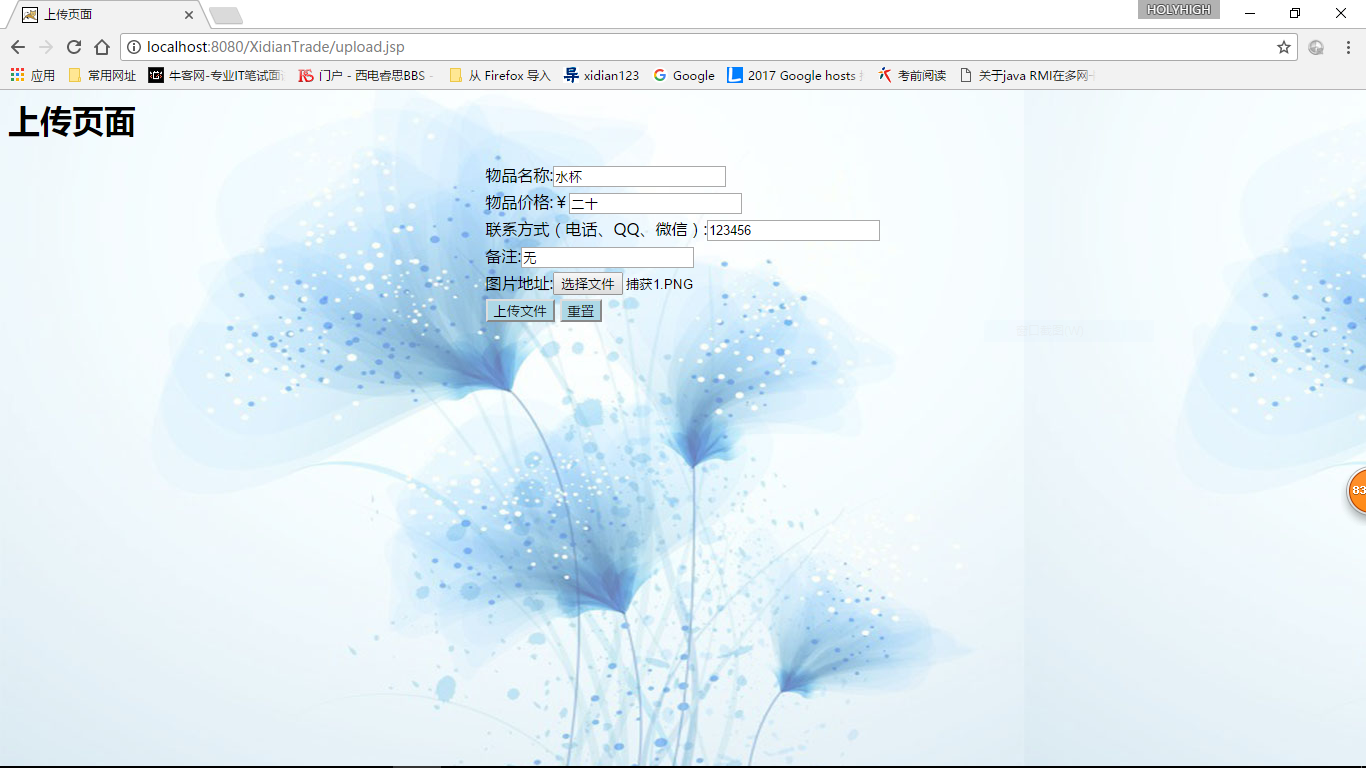 上传页面
HOLYHIGH
localhost:8080/XidianTrade/upload.jsp
应用 常用网址 牛客网-专业IT笔试面 门户 - 西电睿思BBS - 从 Firefox 导入 xidian123 Google 2017 Google hosts 考前阅读 关于java RMI在多网
上传页面
物品名称:水杯
物品价格:￥二十
联系方式（电话、QQ、微信）:123456
备注:无
图片地址:选择文件 捕获1.PNG
上传文件 重置
83